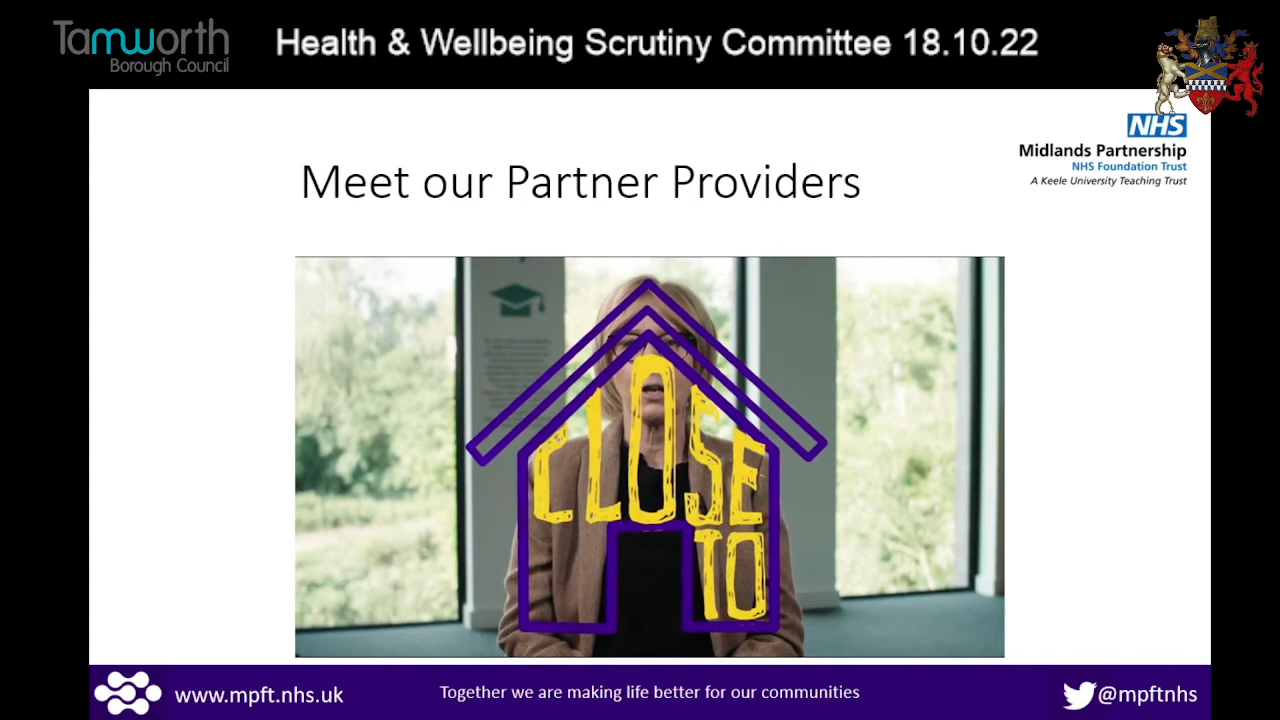 Tamworth
Borough Council
Health & Wellbeing Scrutiny Committee 18.10.22
NHS
Midlands Partnership
NHS Foundation Trust
A Keele University Teaching Trust
Meet our Partner Providers
CLOSE
TO
www.mpft.nhs.uk
Together we are making life better for our communities
@mpftnhs